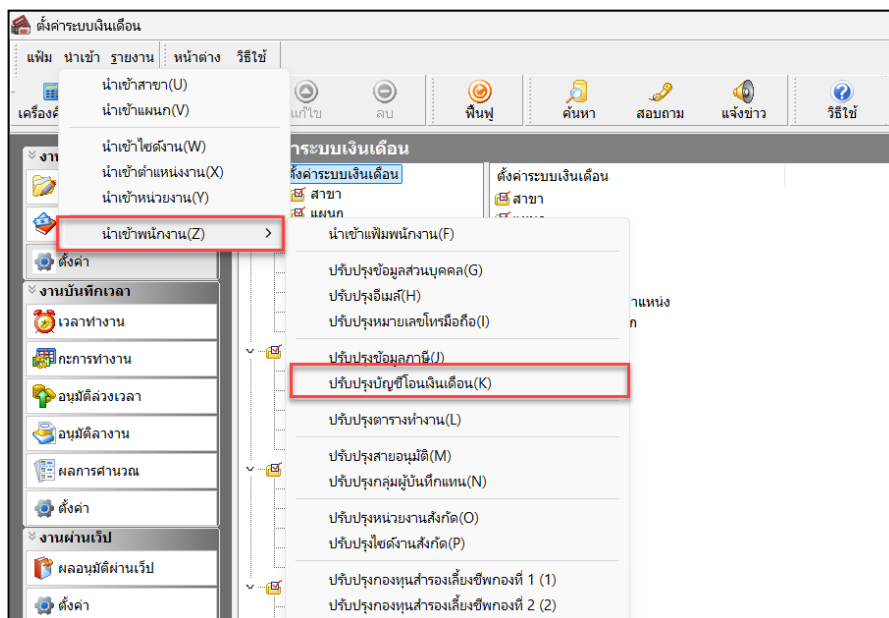 ตั้งค่าระบบเงินเดือน
แฟ้ม นำเข้า รายงาน หน้าต่าง วิธีใช้
นำเข้าสาขา(U)
นำเข้าแผนก(V)
นำเข้าไซต์งาน(W)
นำเข้าตำแหน่งงาน(X)
นำเข้าหน่วยงาน(Y)
นำเข้าพนักงาน(Z)
แก้ไข ลบ ฟื้นฟู ค้นหา สอบถาม แจ้งข่าว วิธีใช้
ตั้งค่าระบบเงินเดือน
สาขา
แผนก
ตั้งค่าระบบเงินเดือน
สาขา
นำเข้าแฟ้มพนักงาน(F)
ปรับปรุงข้อมูลส่วนบุคคล(G)
ปรับปรุงอีเมล์(H)
ปรับปรุงหมายเลขโทรมือถือ(I)
ปรับปรุงข้อมูลภาษี(J)
ปรับปรุงบัญชีโอนเงินเดือน(K)
ปรับปรุงตารางทำงาน(L)
ปรับปรุงสายอนุมัติ(M)
ปรับปรุงกลุ่มผู้บันทึกแทน(N)
ปรับปรุงหน่วยงานสังกัด(O)
ปรับปรุงไซต์งานสังกัด(P)
ปรับปรุงกองทุนสำรองเลี้ยงชีพกองที่ 1 (1)
ปรับปรุงกองทุนสำรองเลี้ยงชีพกองที่ 2 (2)
ตั้งค่า
งานบันทึกเวลา
เวลาทำงาน
กะการทำงาน
อนุมัติล่วงเวลา
อนุมัติลางาน
ผลการคำนวณ
ตั้งค่า
งานผ่านเว็ป
ผลอนุมัติผ่านเว็ป
ตั้งค่า